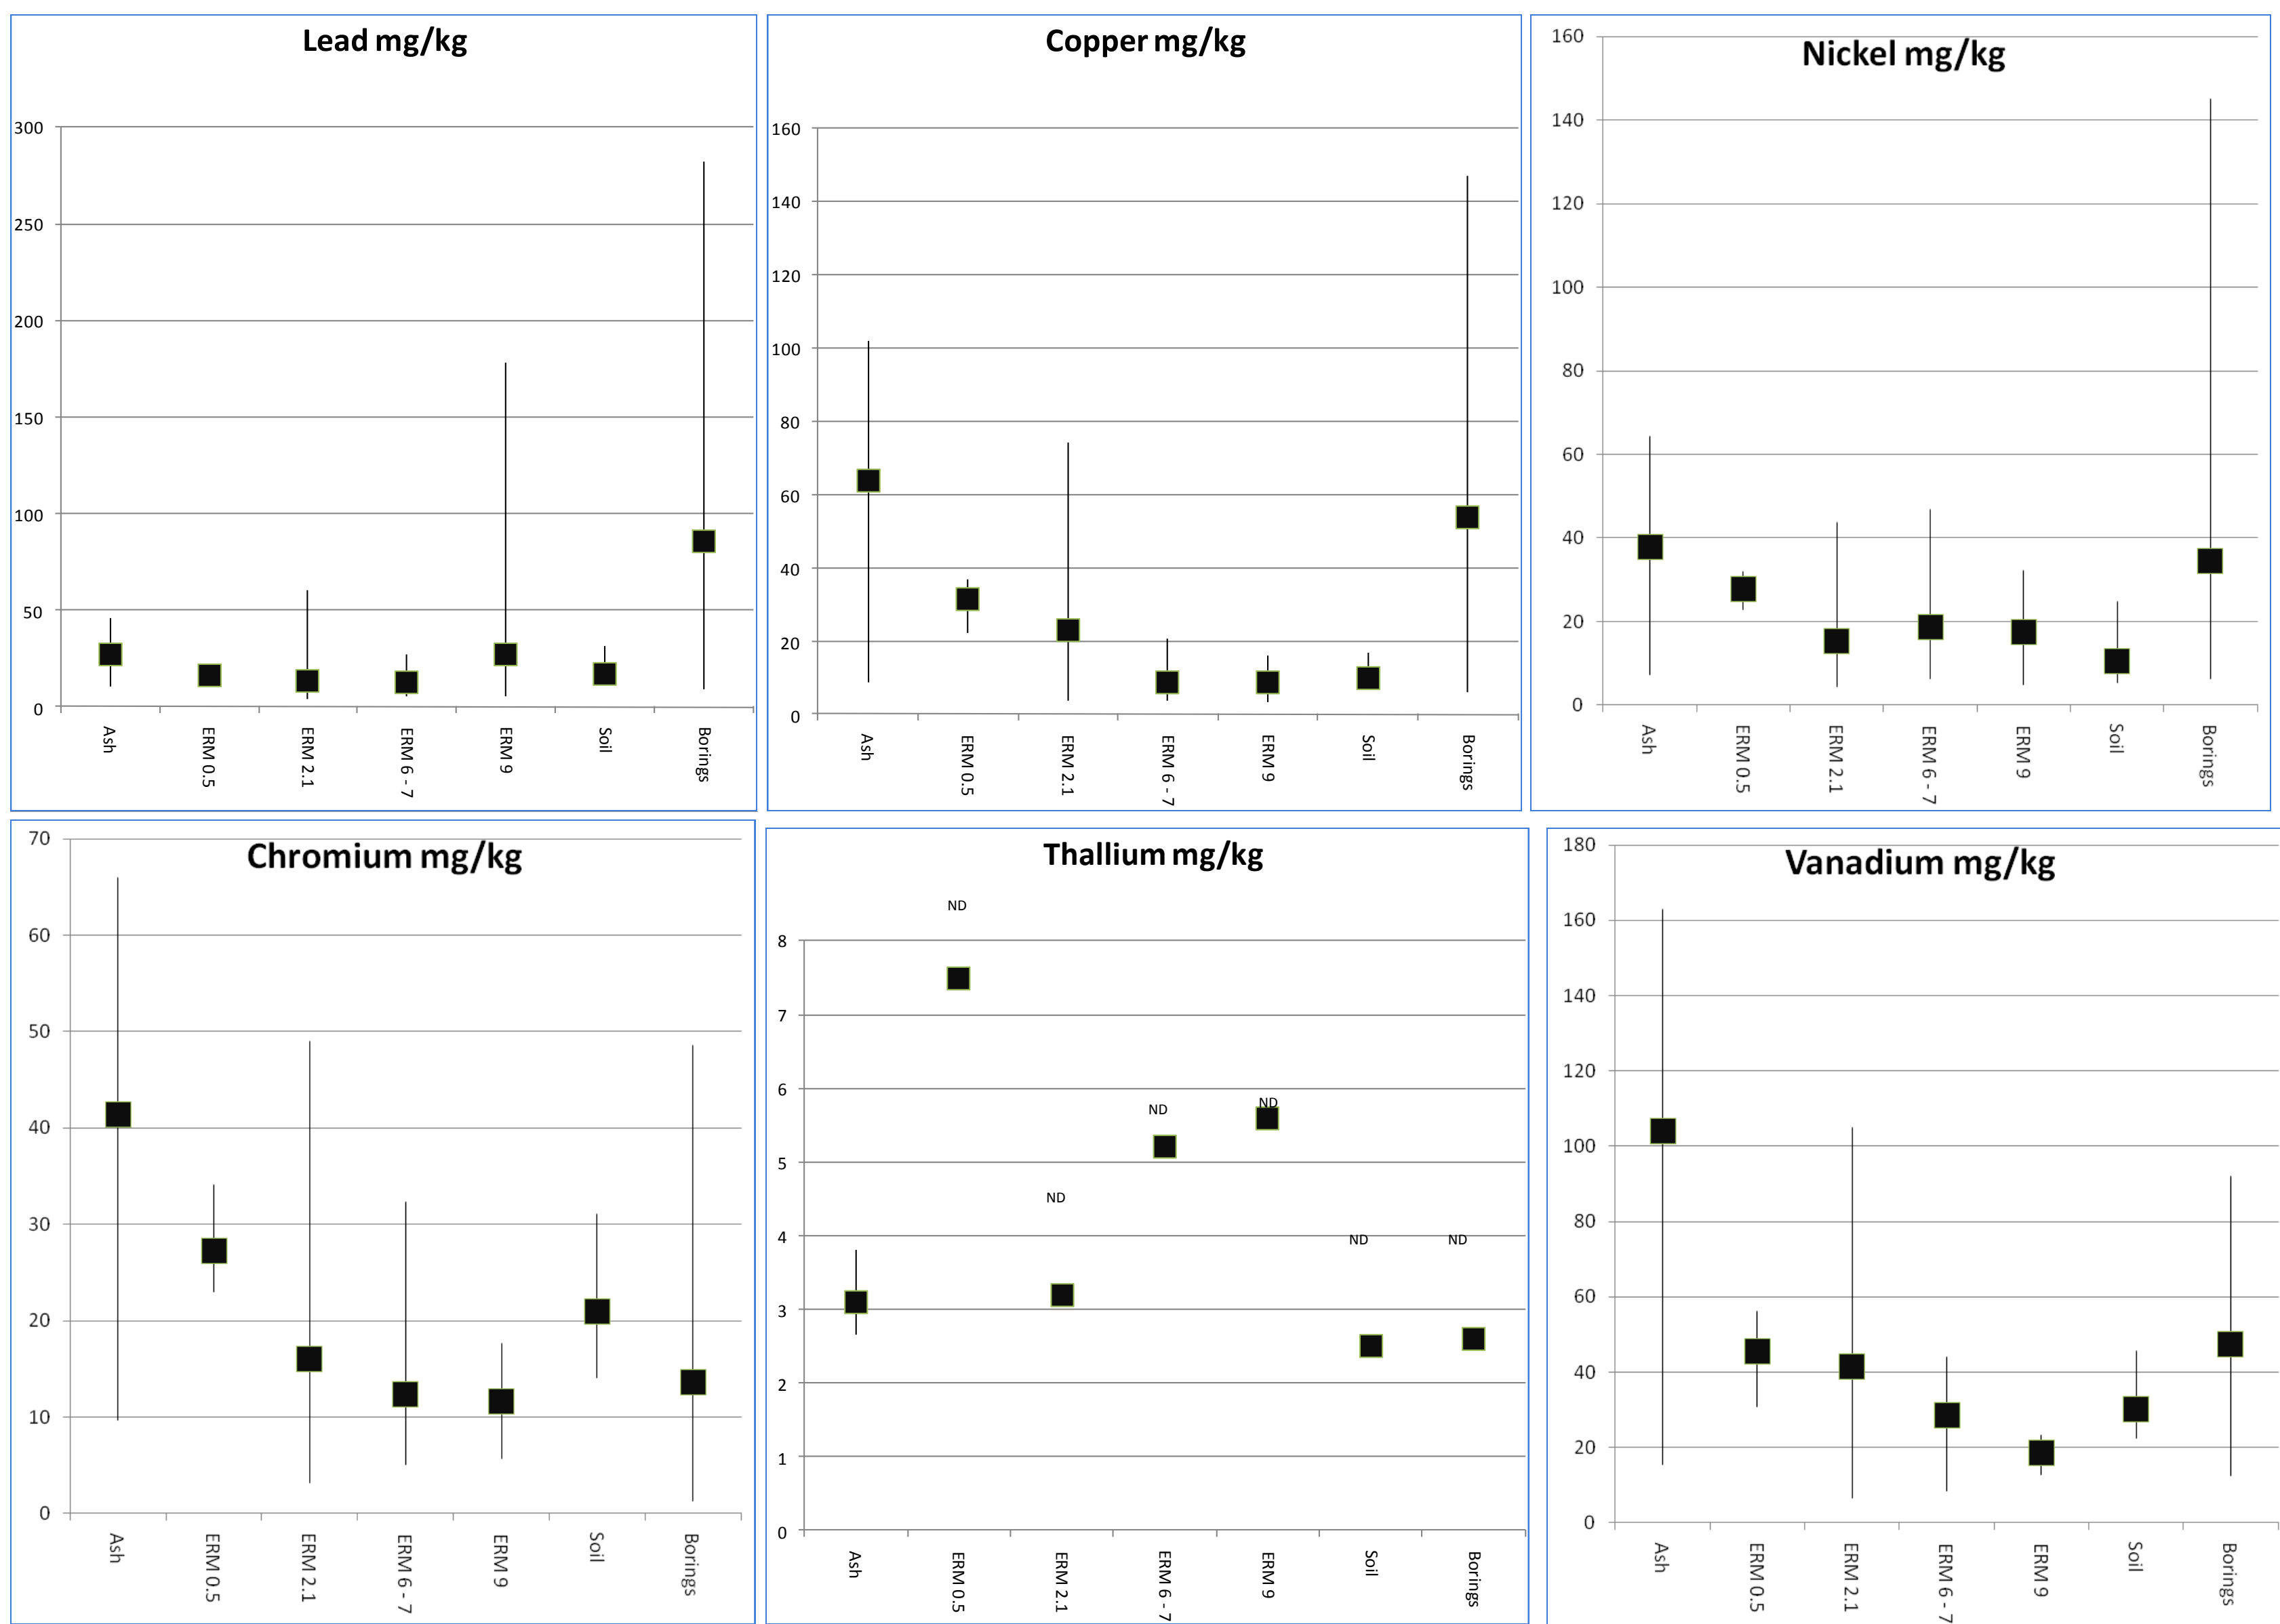 Lead mg/kg
300
250
200
150
100
50
0
Ash
ERM 0.5
ERM 2.1
ERM 6 - 7
ERM 9
Soil
Borings
Copper mg/kg
160
140
120
100
80
60
40
20
0
Ash
ERM 0.5
ERM 2.1
ERM 6 - 7
ERM 9
Soil
Borings
Nickel mg/kg
160
140
120
100
80
60
40
20
0
Ash
ERM 0.5
ERM 2.1
ERM 6 - 7
ERM 9
Soil
Borings
Chromium mg/kg
70
60
50
40
30
20
10
0
Ash
ERM 0.5
ERM 2.1
ERM 6 - 7
ERM 9
Soil
Borings
Thallium mg/kg
ND
ND
ND
ND
ND
ND
8
7
6
5
4
3
2
1
0
Ash
ERM 0.5
ERM 2.1
ERM 6 - 7
ERM 9
Soil
Borings
Vanadium mg/kg
180
160
140
120
100
80
60
40
20
0
Ash
ERM 0.5
ERM 2.1
ERM 6 - 7
ERM 9
Soil
Borings